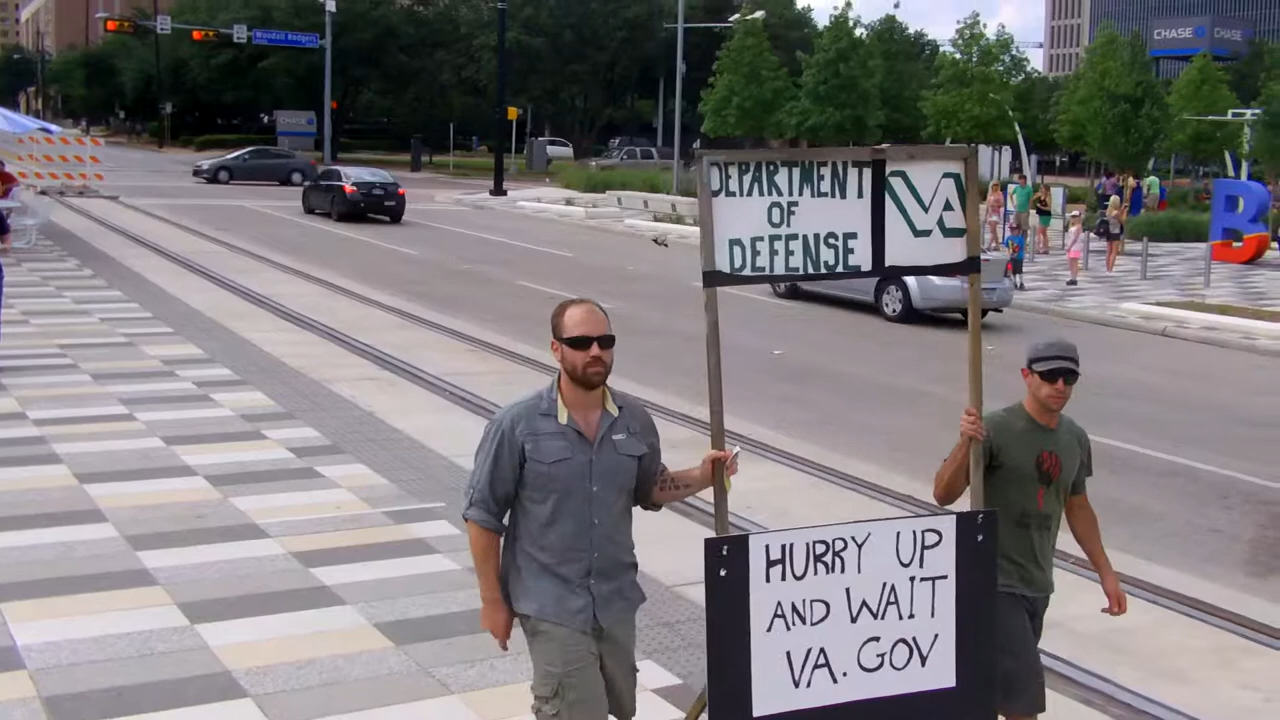 Woodall Rodgers
CHASE
CHASE
CHASE
DEPARTMENT
OF
DEFENSE
VA
B
HURRY UP
AND WAIT
VA.GOV